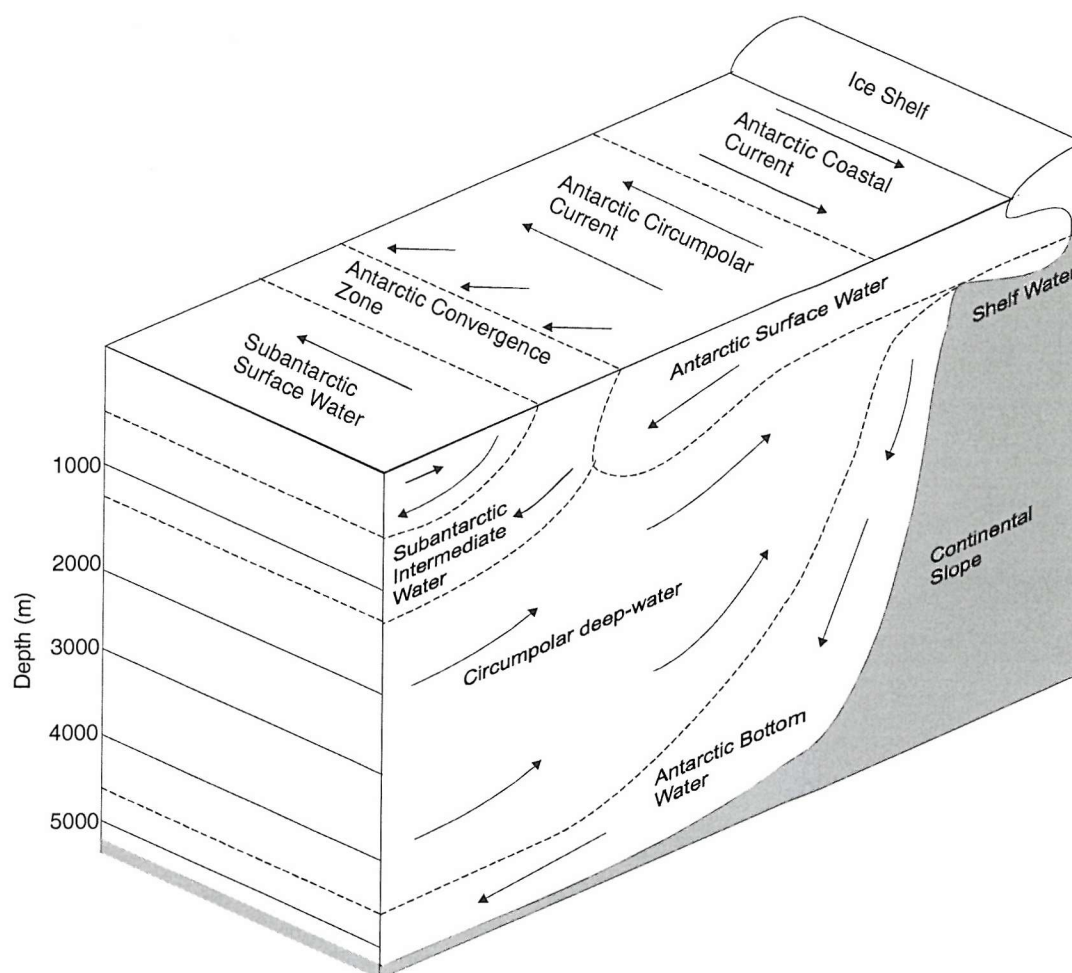 Ice Shelf
Antarctic Coastal
Current
Antarctic Circumpolar
Current
Antarctic Convergence
Zone
Subantarctic
Surface Water
Antarctic Surface Water
Shelf Water
Subantarctic
Intermediate
Water
Circumpolar deep-water
Continental
Slope
Antarctic Bottom
Water
Depth (m)
1000
2000
3000
4000
5000